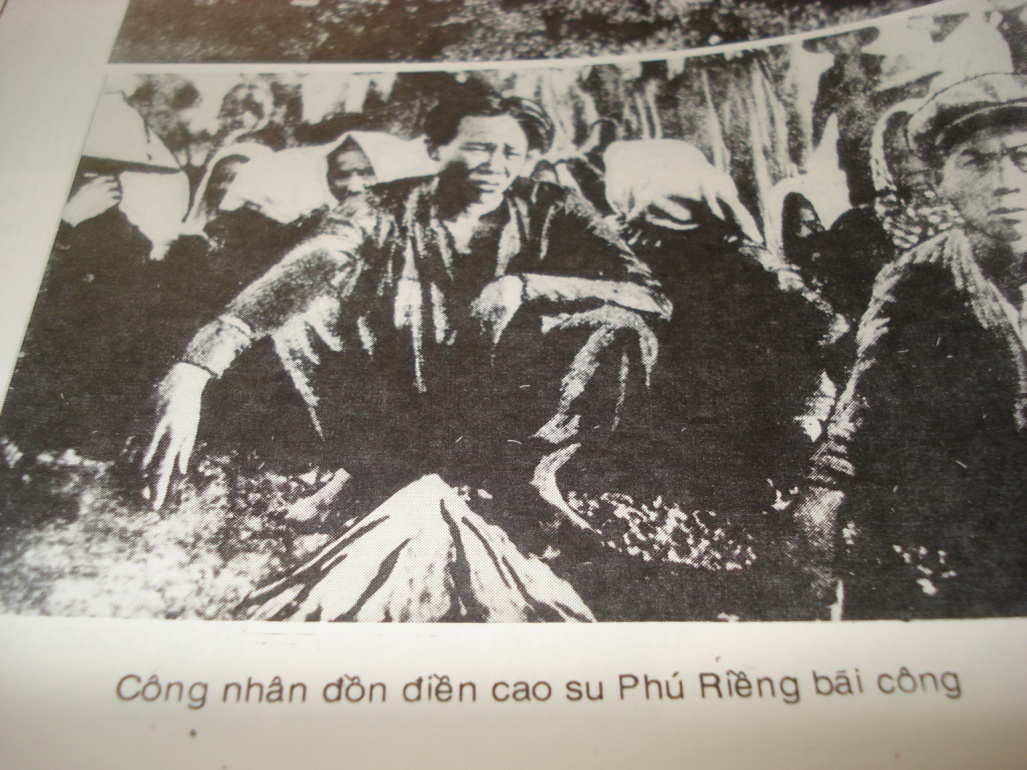 Công nhân đồn điền cao su Phú Riềng bãi công